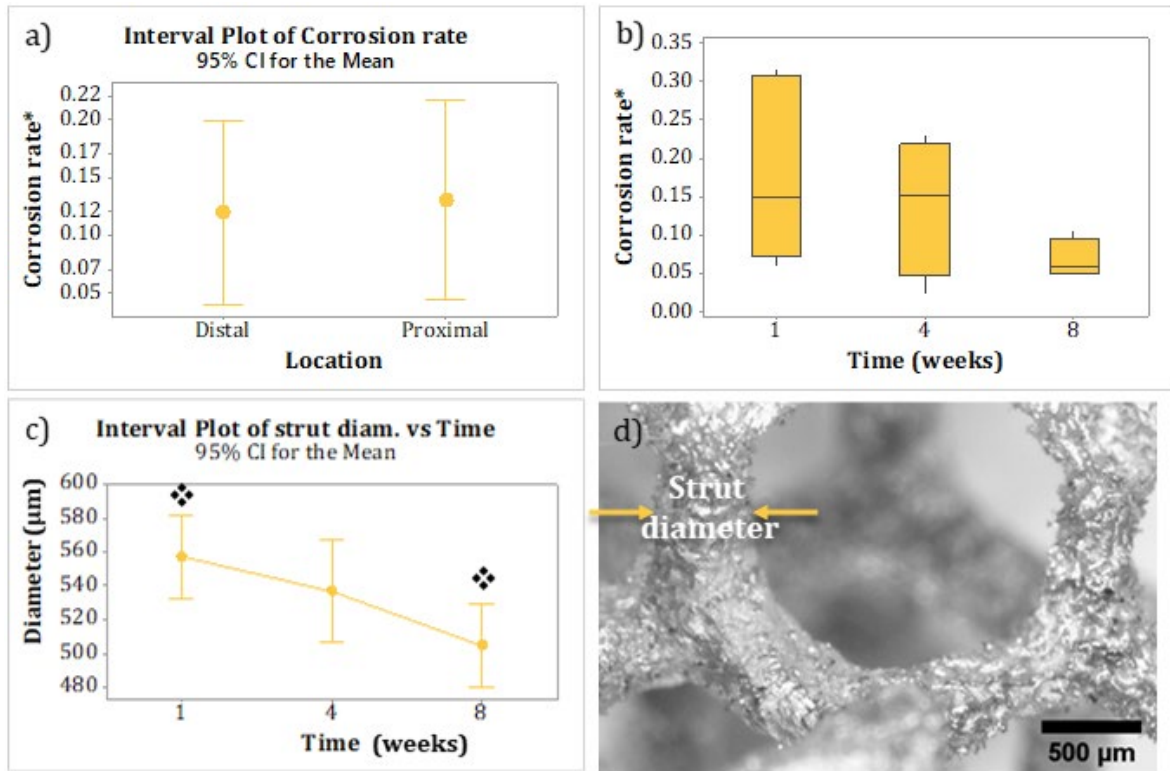 a)
Interval Plot of Corrosion rate
95% CI for the Mean
Corrosion rate*
0.22
0.20
0.17
0.15
0.12
0.10
0.07
0.05
Distal Proximal
Location
b)
Corrosion rate*
0.35
0.30
0.25
0.20
0.15
0.10
0.05
0.00
1 4 8
Time (weeks)
c)
Interval Plot of strut diam. vs Time
95% CI for the Mean
Diameter (µm)
600
580
560
540
520
500
480
1 4 8
Time (weeks)
d)
Strut
diameter
500 µm